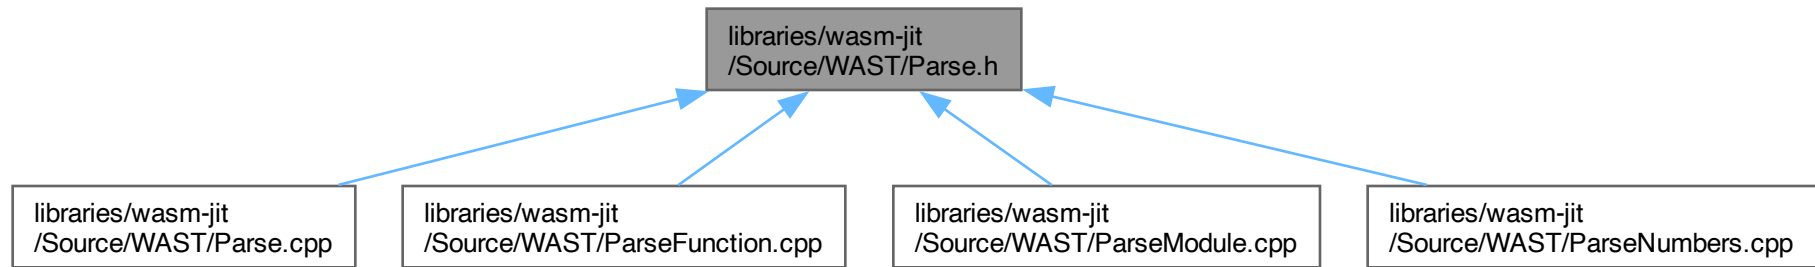 libraries/wasm-jit
/Source/WAST/Parse.h
libraries/wasm-jit
/Source/WAST/Parse.cpp
libraries/wasm-jit
/Source/WAST/ParseFunction.cpp
libraries/wasm-jit
/Source/WAST/ParseModule.cpp
libraries/wasm-jit
/Source/WAST/ParseNumbers.cpp